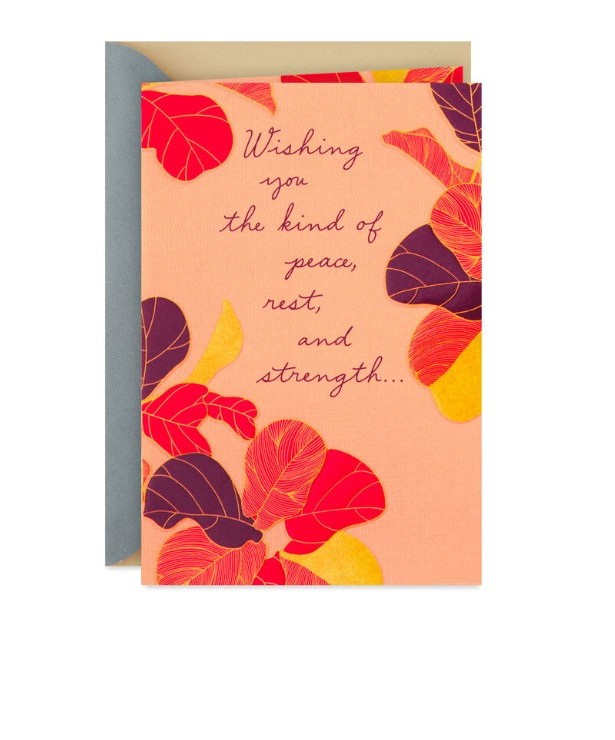 Wishing
you
the kind of
peace,
rest,
and
strength...